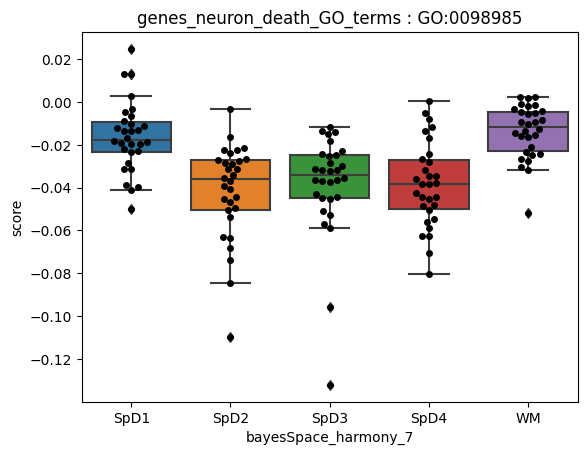 genes_neuron_death_GO_terms : GO:0098985
0.02
0.00
−0.02
−0.04
−0.06
−0.08
−0.10
−0.12
score
SpD1 SpD2 SpD3 SpD4 WM
bayesSpace_harmony_7